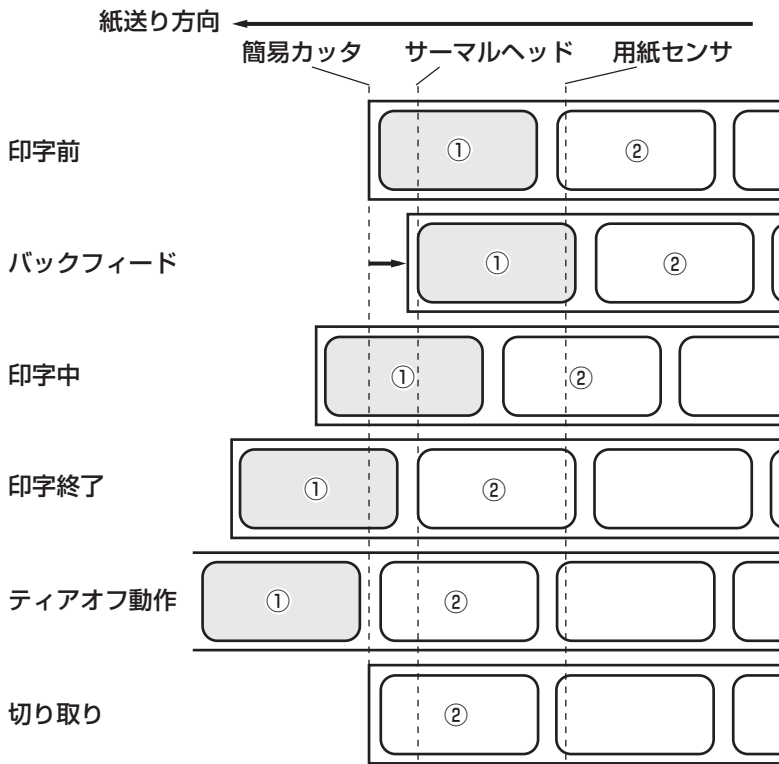 紙送り方向
簡易カッタ サーマルヘッド 用紙センサ
印字前 ① ②
バックフィード ① ②
印字中 ① ②
印字終了 ① ②
ティアオフ動作 ① ②
切り取り ②